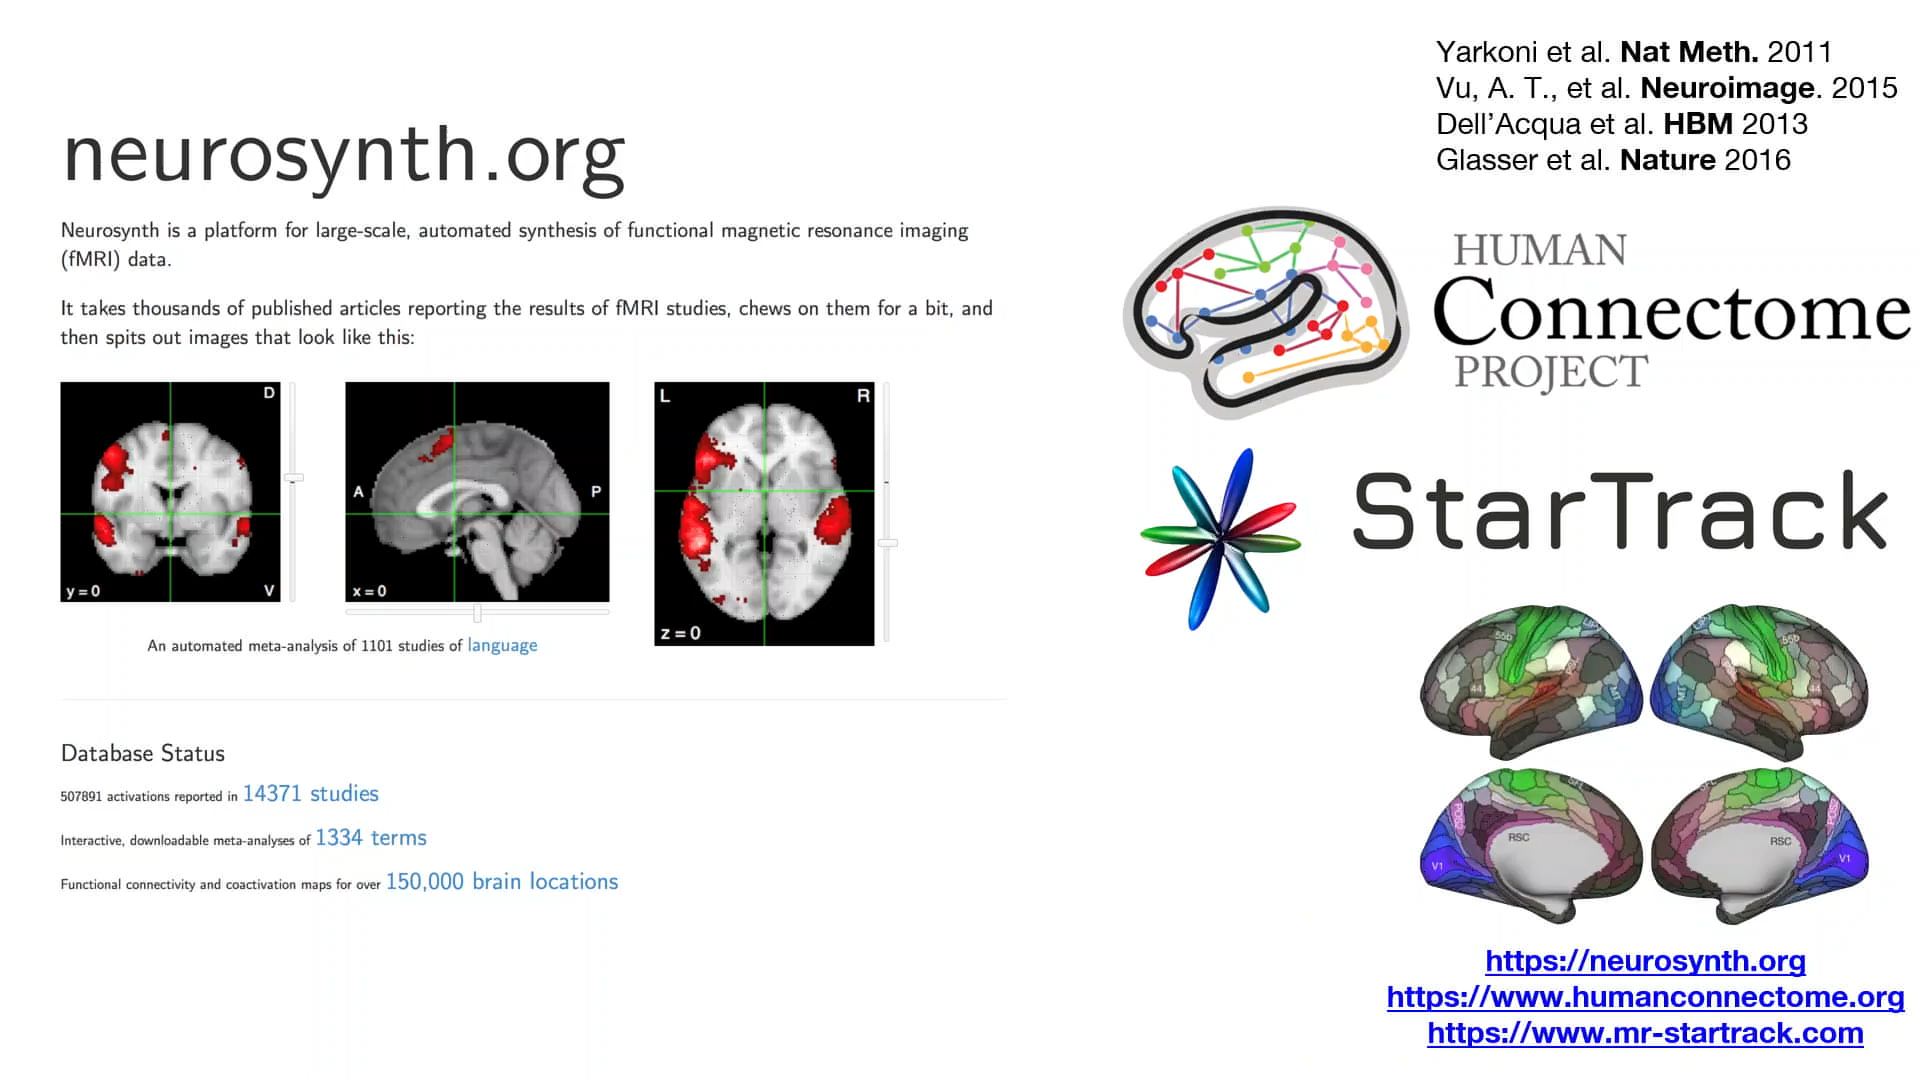 Yarkoni et al. Nat Meth. 2011
Vu, A. T., et al. Neuroimage. 2015
Dell’Acqua et al. HBM 2013
Glasser et al. Nature 2016
neurosynth.org
Neurosynth is a platform for large-scale, automated synthesis of functional magnetic resonance imaging
(fMRI) data.
It takes thousands of published articles reporting the results of fMRI studies, chews on them for a bit, and
then spits out images that look like this:
D
y = 0
V
A
P
x = 0
L
R
z = 0
An automated meta-analysis of 1101 studies of language
Database Status
507891 activations reported in 14371 studies
Interactive, downloadable meta-analyses of 1334 terms
Functional connectivity and coactivation maps for over 150,000 brain locations
HUMAN
Connectome
PROJECT
StarTrack
55b
44
MT
55b
44
MT
RSC
V1
RSC
V1
https://neurosynth.org
https://www.humanconnectome.org
https://www.mr-startrack.com